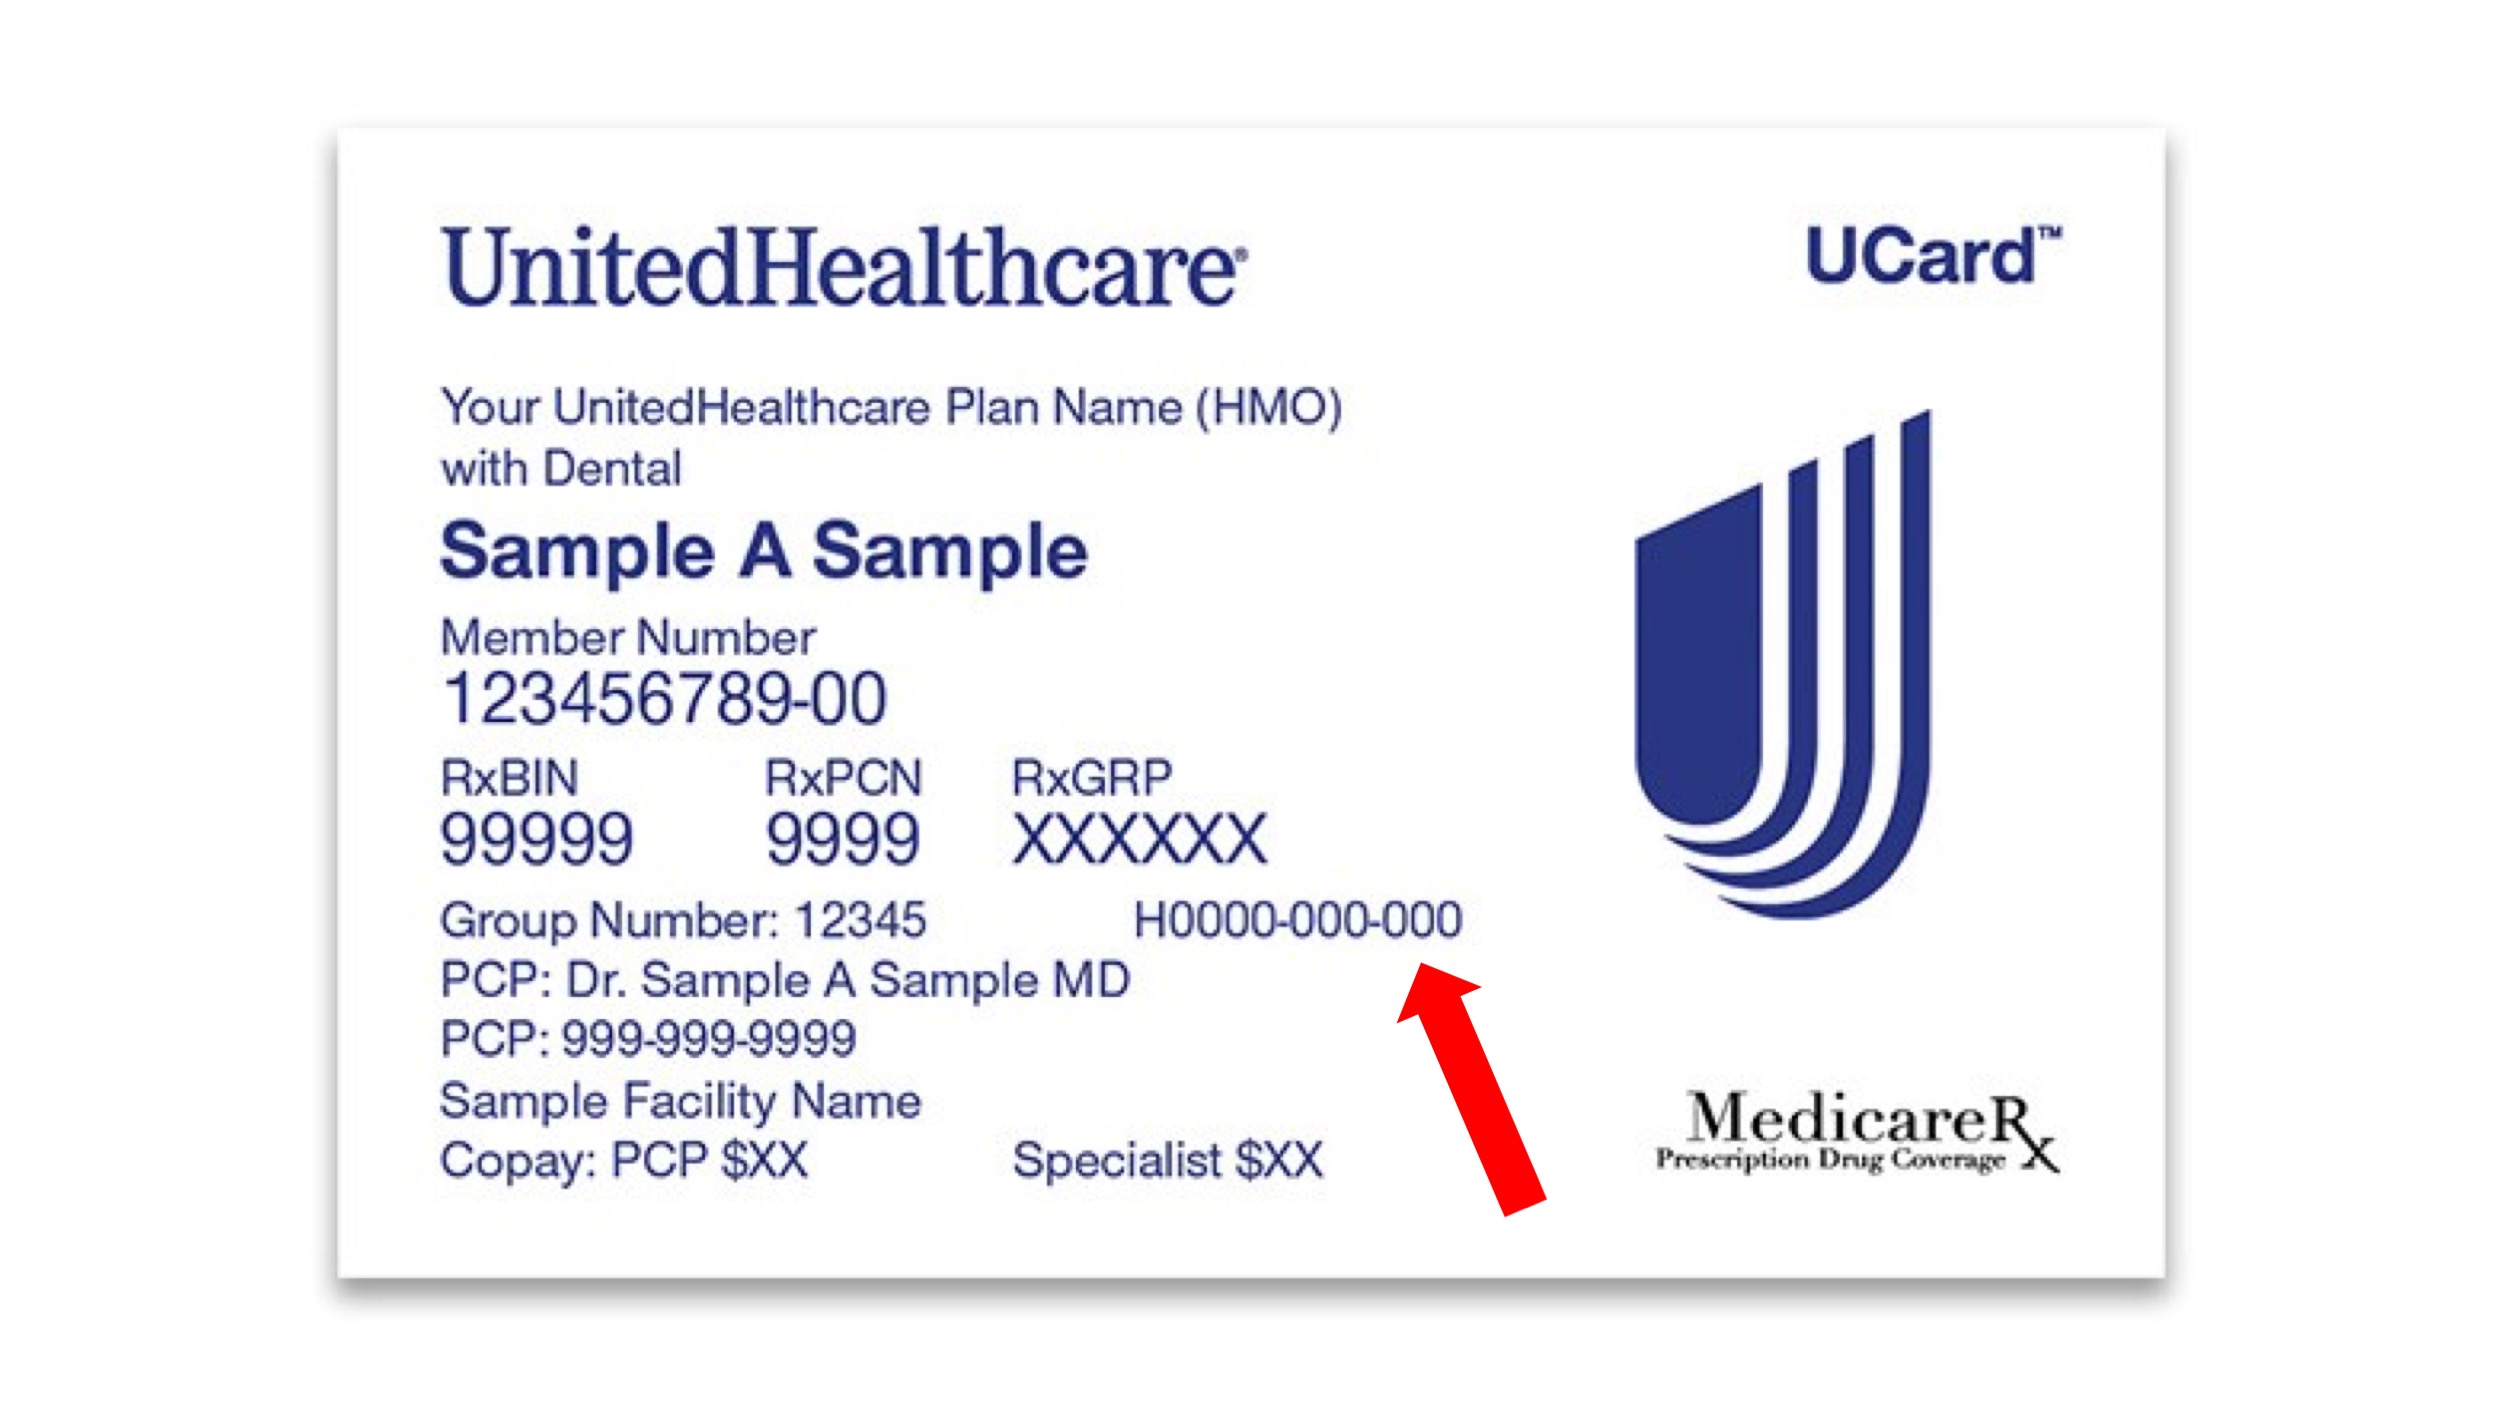 UnitedHealthcare® UCard™
Your UnitedHealthcare Plan Name (HMO)
with Dental
Sample A Sample
Member Number
123456789-00
RxBIN RxPCN RxGRP
99999 9999 XXXXXX
Group Number: 12345 H0000-000-000
PCP: Dr. Sample A Sample MD
PCP: 999-999-9999
Sample Facility Name
Copay: PCP $XX Specialist $XX
MedicareRx
Prescription Drug Coverage